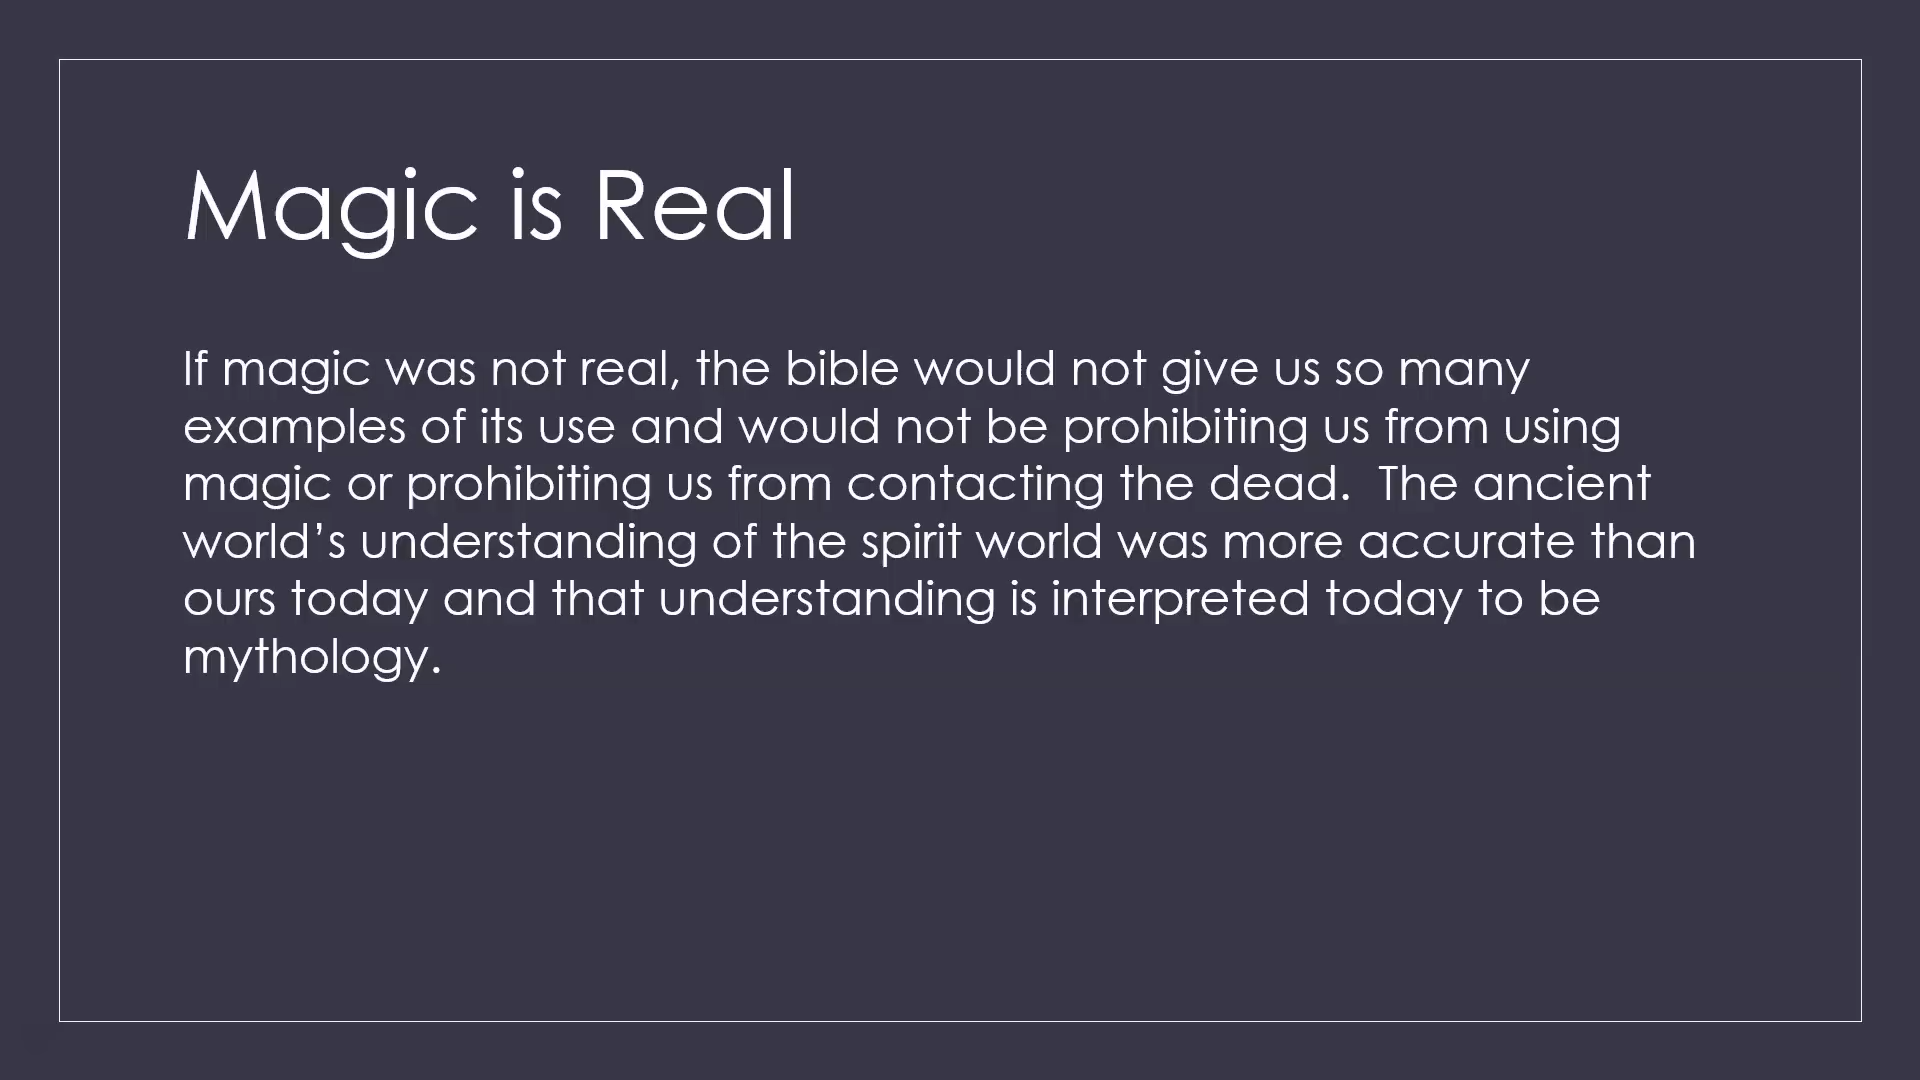 Magic is Real
If magic was not real, the bible would not give us so many
examples of its use and would not be prohibiting us from using
magic or prohibiting us from contacting the dead.  The ancient
world’s understanding of the spirit world was more accurate than
ours today and that understanding is interpreted today to be
mythology.